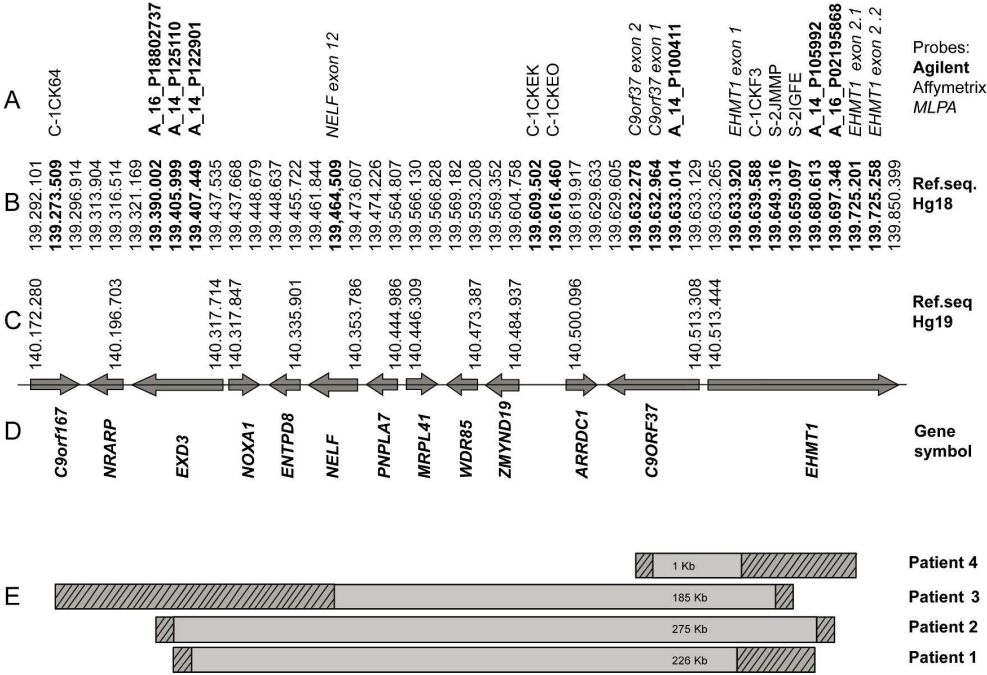 A
C-1CK64
A_16_P18802737
A_14_P125110
A_14_P122901
NELF exon 12
C-1CKEK
C-1CKEO
C9orf37 exon 2
C9orf37 exon 1
A_14_P100411
EHMT1 exon 1
C-1CKF3
S-2JMMP
S-2IGFE
A_14_P105992
A_16_P02195868
EHMT1 exon 2.1
EHMT1 exon 2 .2
Probes:
Agilent
Affymetrix
MLPA
B
139.292.101
139.273.509
139.296.914
139.313.904
139.316.514
139.321.169
139.390.002
139.405.999
139.407.449
139.437.535
139.437.668
139.448.679
139.448.637
139.455.722
139.461.844
139,464,509
139.473.607
139.474.226
139.564.807
139.566.130
139.566.828
139.569.182
139.593.208
139.569.352
139.604.758
139.609.502
139.616.460
139.619.917
139.629.633
139.629.605
139.632.278
139.632.964
139.633.014
139.633.129
139.633.265
139.633.920
139.639.588
139.649.316
139.659.097
139.680.613
139.697.348
139.725.201
139.725.258
139.850.399
Ref.seq.
Hg18
C
140.172.280
140.196.703
140.317.714
140.317.847
140.335.901
140.353.786
140.444.986
140.446.309
140.473.387
140.484.937
140.500.096
140.513.308
140.513.444
Ref.seq
Hg19
D
C9orf167
NRARP
EXD3
NOXA1
ENTPD8
NELF
PNPLA7
MRPL41
WDR85
ZMYND19
ARRDC1
C9ORF37
EHMT1
Gene
symbol
E
1 Kb
Patient 4
185 Kb
Patient 3
275 Kb
Patient 2
226 Kb
Patient 1